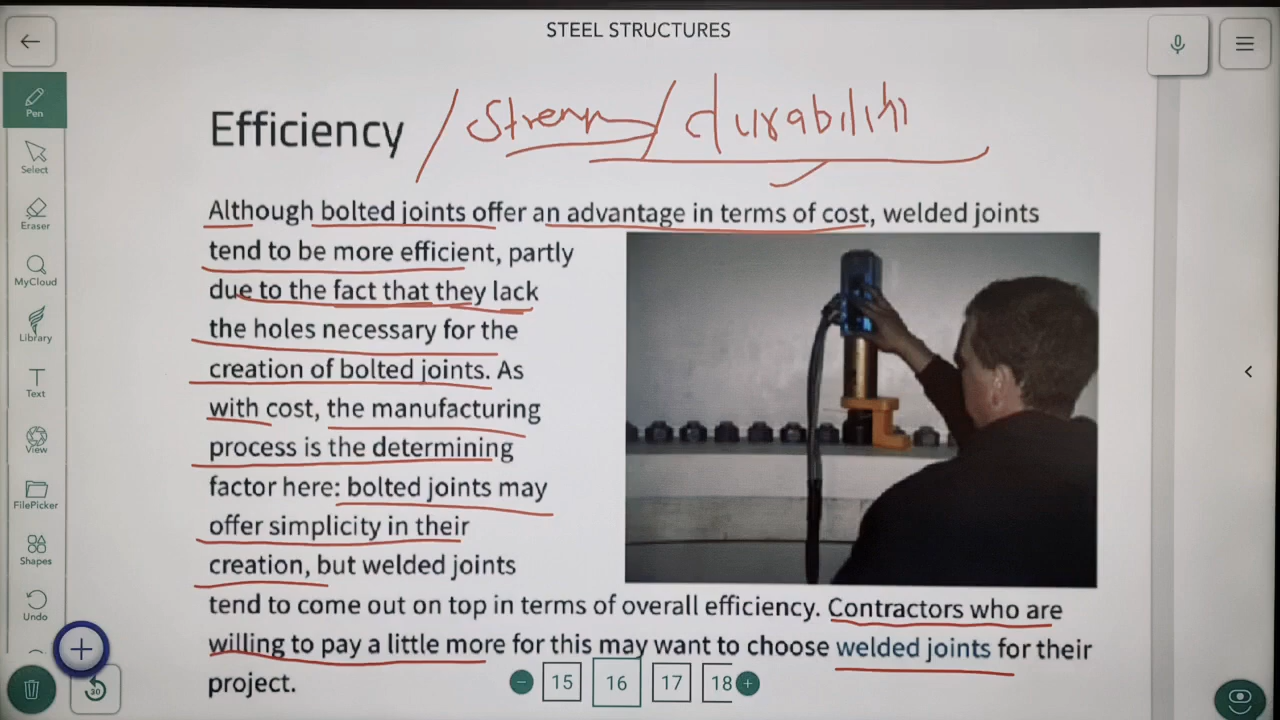 STEEL STRUCTURES
Pen
Select
Eraser
MyCloud
Library
Text
View
FilePicker
Shapes
Undo
30
Efficiency / / durability
Although bolted joints offer an advantage in terms of cost, welded joints
tend to be more efficient, partly
due to the fact that they lack
the holes necessary for the
creation of bolted joints. As
with cost, the manufacturing
process is the determining
factor here: bolted joints may
offer simplicity in their
creation, but welded joints
tend to come out on top in terms of overall efficiency. Contractors who are
willing to pay a little more for this may want to choose welded joints for their
project.
15 16 17 18